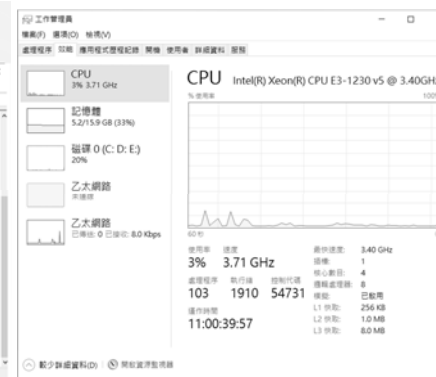 工作管理員
檔案(F) 選項(O) 檢視(V)
處理程序 效能 應用程式歷程記錄 開機 使用者 詳細資料 服務
CPU
3% 3.71 GHz
記憶體
5.2/15.9 GB (33%)
磁碟 0 (C: D: E:)
20%
乙太網路
未連線
乙太網路
已傳送: 0 已接收: 8.0 Kbps
CPU Intel(R) Xeon(R) CPU E3-1230 v5 @ 3.40GHz
% 使用率 100%
60 秒
使用率 速度 最快速度: 3.40 GHz
3% 3.71 GHz 插槽: 1
核心數目: 4
處理程序 執行緒 控制代碼 邏輯處理器: 8
103 1910 54731 模擬: 已啟用
L1 快取: 256 KB
運作時間 L2 快取: 1.0 MB
11:00:39:57 L3 快取: 8.0 MB
較少詳細資料(D) 開啟資源監視器